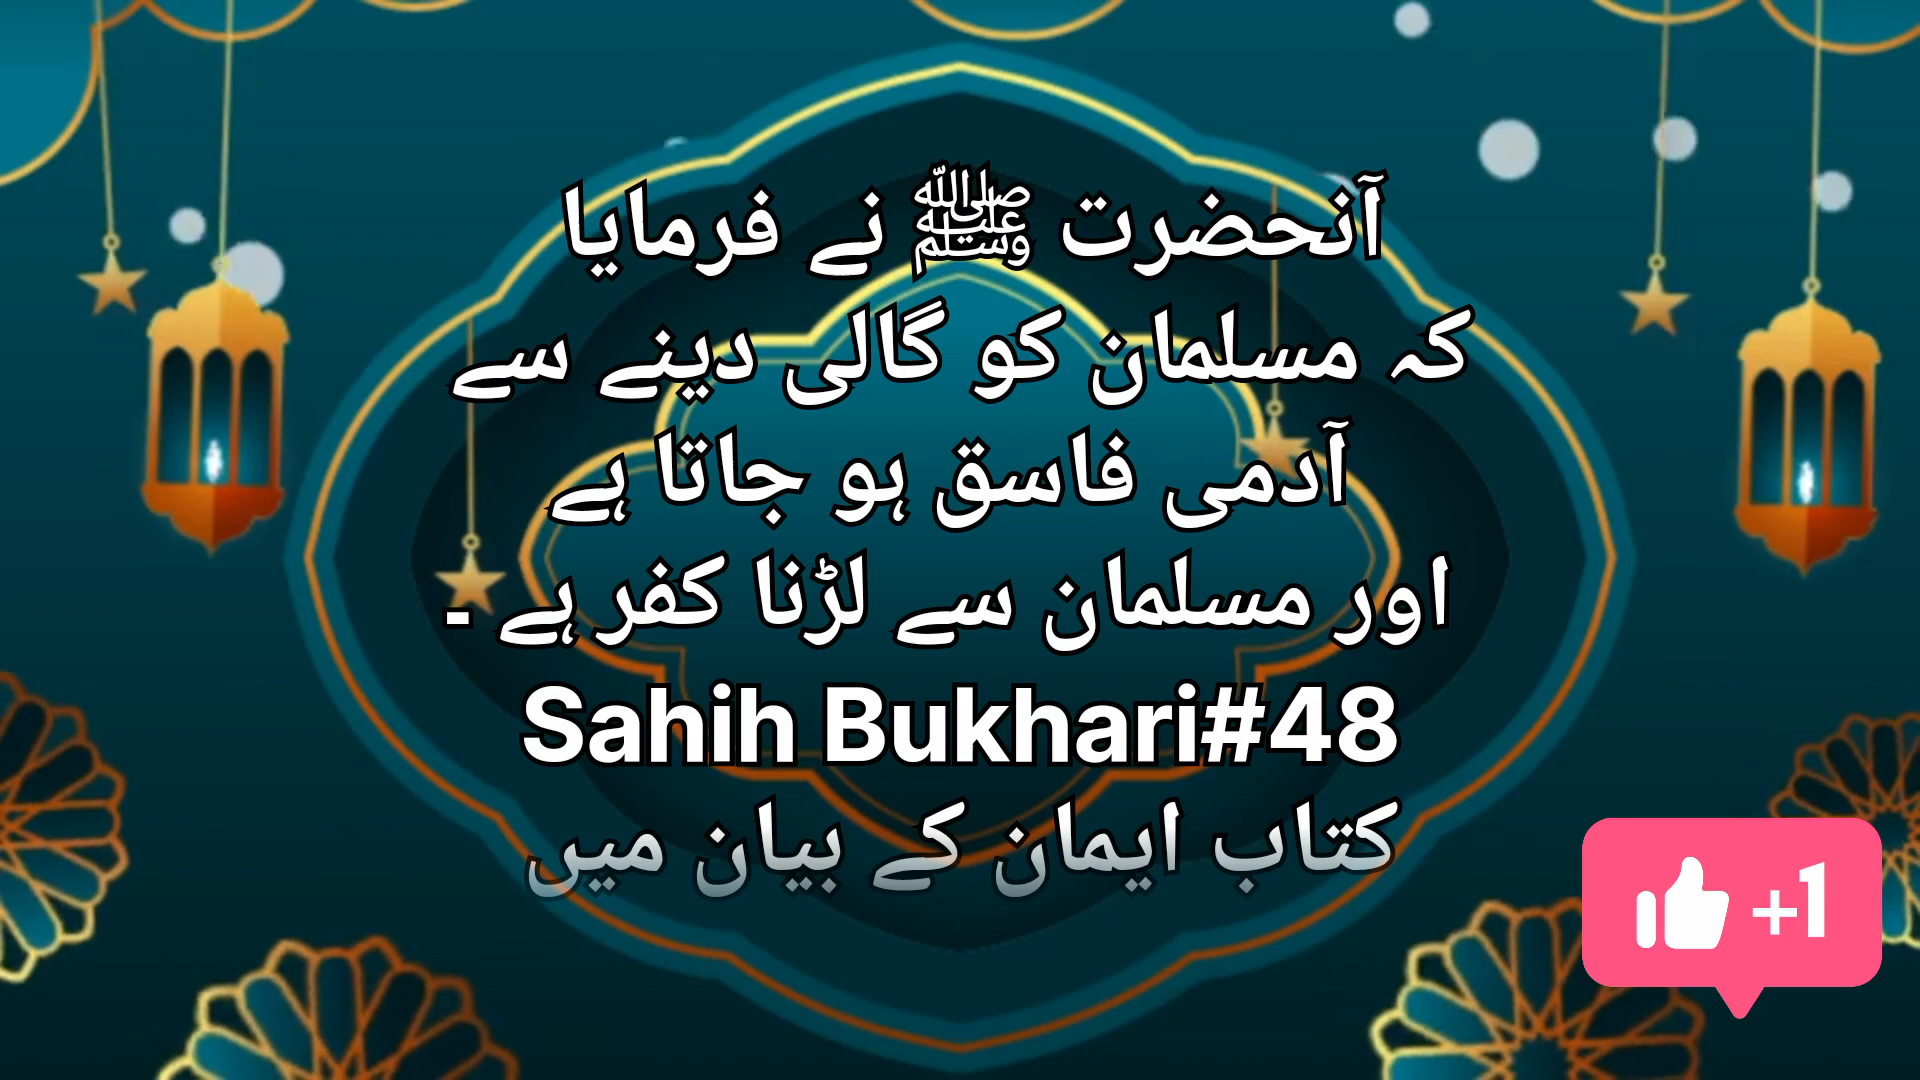 آنحضرت ﷺ نے فرمایا
کہ مسلمان کو گالی دینے سے
آدمی فاسق ہو جاتا ہے
اور مسلمان سے لڑنا کفر ہے ۔
Sahih Bukhari#48
کتاب ایمان کے بیان میں
+1